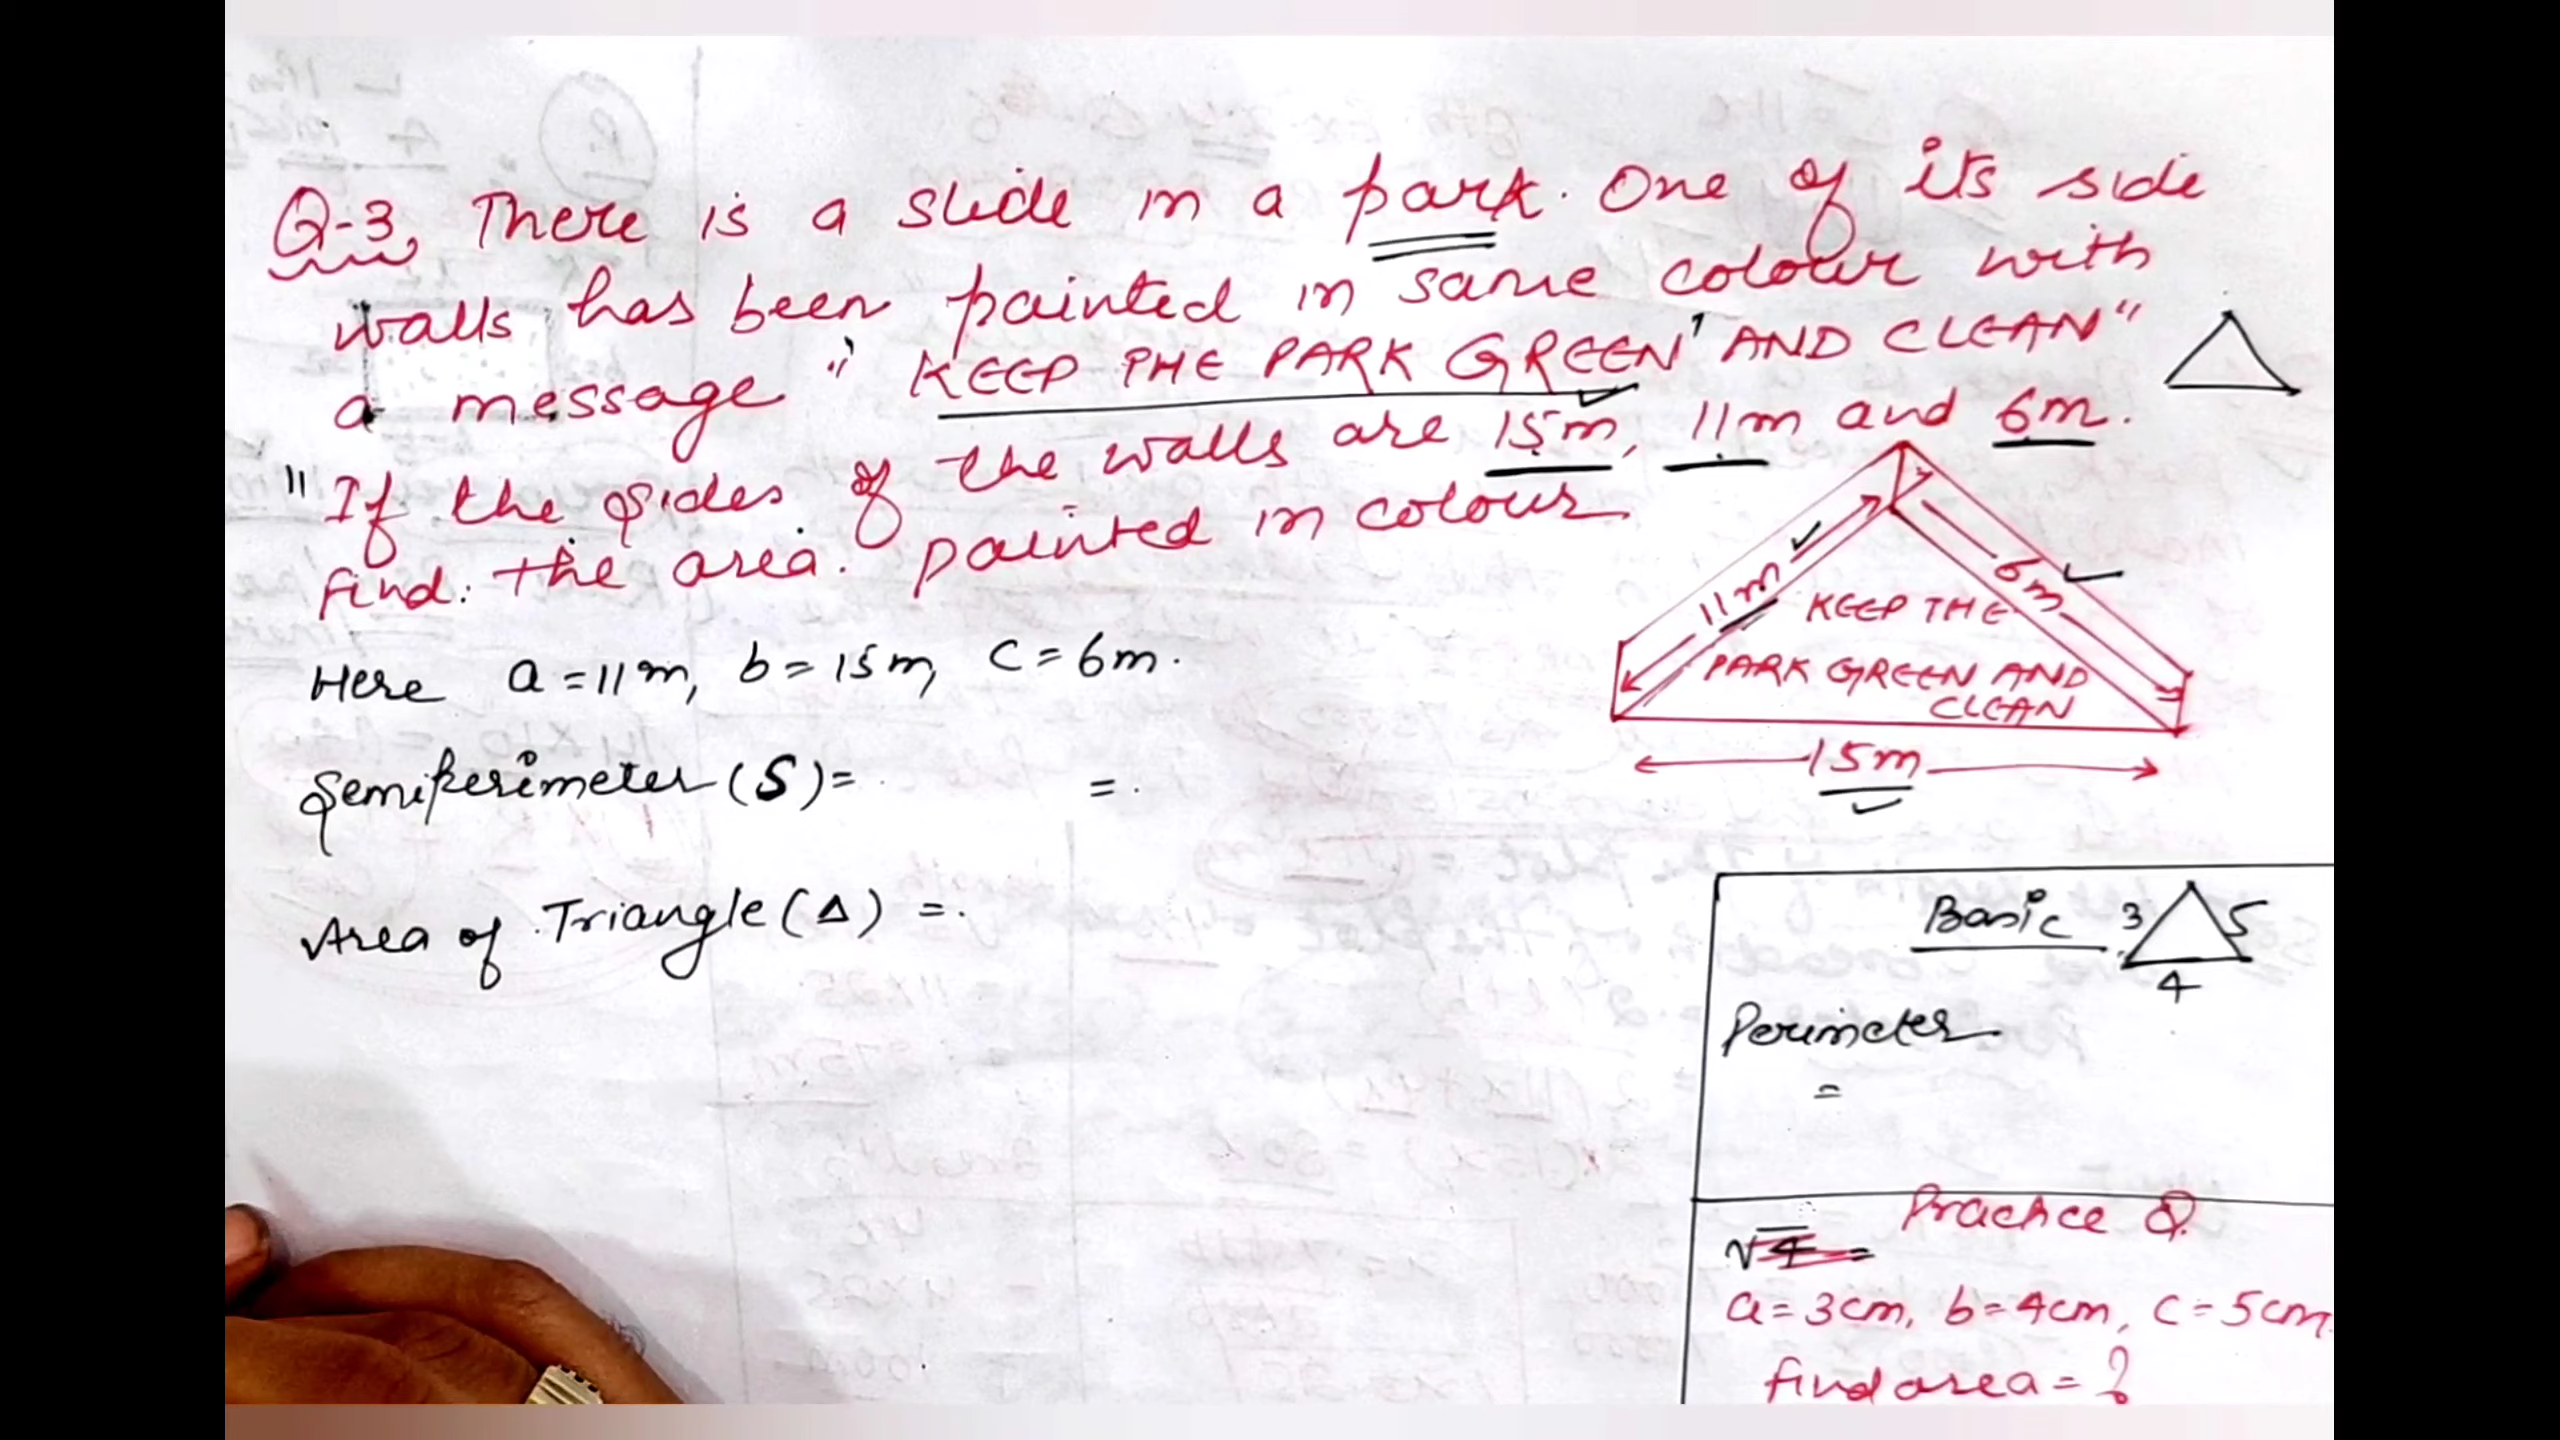 Q-3, There is a slide in a park. One of its side
walls has been painted in same colour with
a message " KEEP THE PARK GREEN' AND CLEAN"
" If the sides of the walls are 15m, 11m and 6m.
find: the area. painted in colour
11m
6m
KEEP THE
PARK GREEN AND
CLEAN
15m
Here a=11m, b=15m, c=6m.
Semiperimeter (S)= =.
Area of Triangle (Δ) =.
Basic
3
5
4
Perimeter
=
Practice Q.
√4 =
a=3cm, b=4cm, c=5cm
find area=?